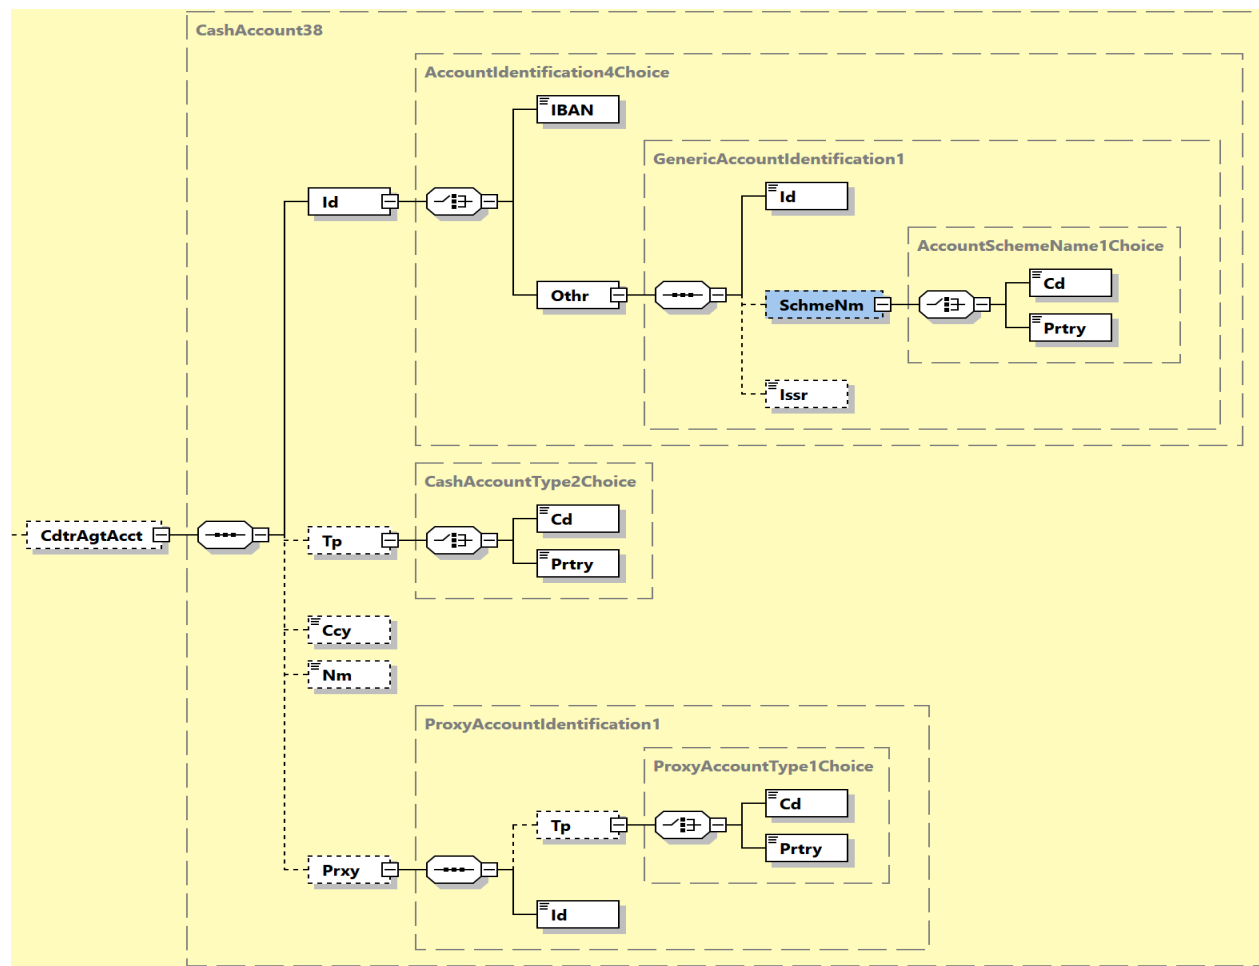 CashAccount38
AccountIdentification4Choice
IBAN
GenericAccountIdentification1
Id
Id
AccountSchemeName1Choice
Cd
Othr
SchmeNm
Prtry
Issr
CashAccountType2Choice
Cd
CdtrAgtAcct
Tp
Prtry
Ccy
Nm
ProxyAccountIdentification1
ProxyAccountType1Choice
Cd
Tp
Prtry
Prxy
Id